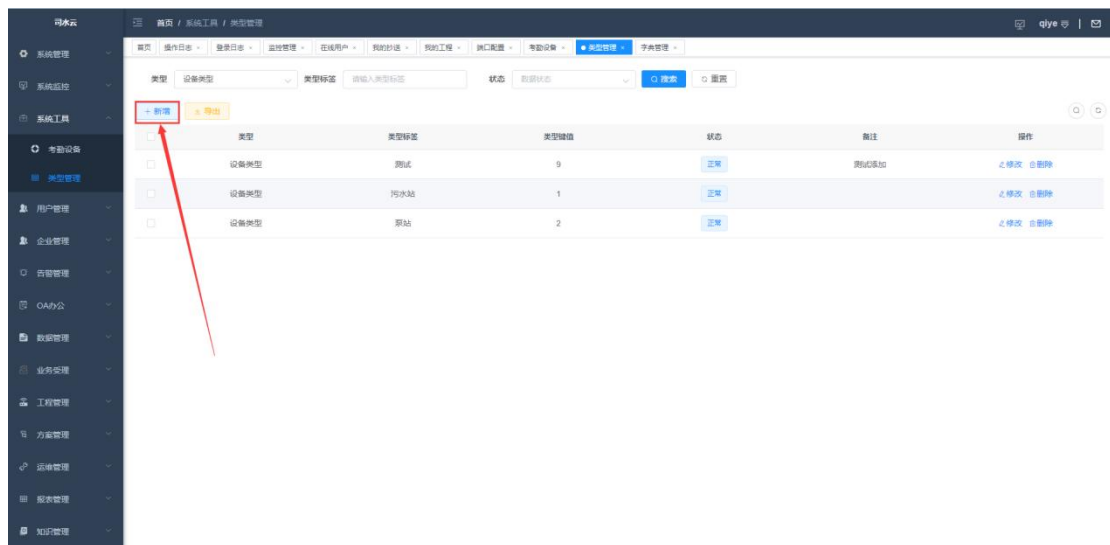 司水云
首页 / 系统工具 / 类型管理
qiye
系统管理
系统监控
系统工具
考勤设备
类型管理
用户管理
企业管理
告警管理
OA办公
数据管理
业务受理
工程管理
方案管理
运维管理
报表管理
知识管理
首页 操作日志 × 登录日志 × 监控管理 × 在线用户 × 我的抄送 × 我的工程 × 端口配置 × 考勤设备 × 类型管理 × 字典管理 ×
类型 设备类型 类型标签 请输入类型标签 状态 数据状态 搜索 重置
+ 新增 导出
类型 类型标签 类型键值 状态 备注 操作
设备类型 测试 9 正常 测试添加 修改 删除
设备类型 污水站 1 正常 修改 删除
设备类型 泵站 2 正常 修改 删除